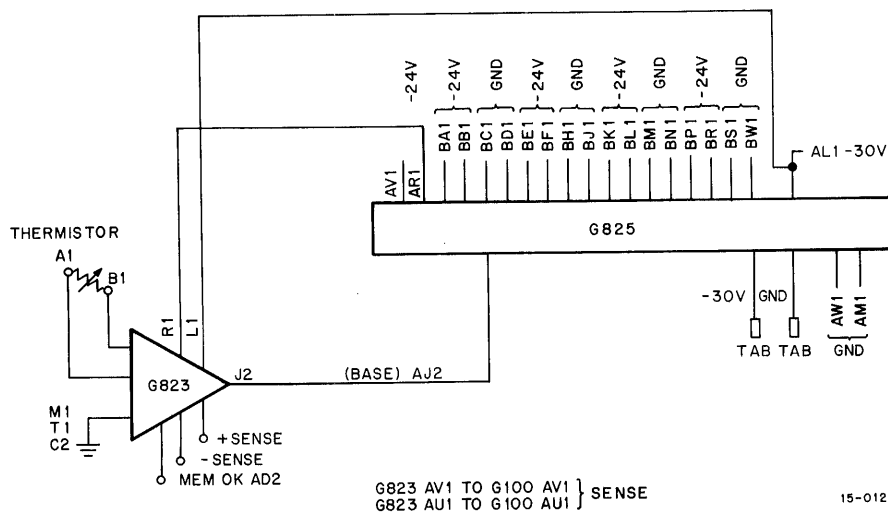 -24V
-24V
GND
-24V
GND
-24V
GND
-24V
GND
AV1
AR1
BA1
BB1
BC1
BD1
BE1
BF1
BH1
BJ1
BK1
BL1
BM1
BN1
BP1
BR1
BS1
BW1
AL1 -30V
G825
THERMISTOR
A1
B1
R1
L1
-30V
GND
AW1
AM1
TAB
TAB
GND
G823
J2
(BASE) AJ2
M1
T1
C2
+SENSE
-SENSE
MEM OK AD2
G823 AV1 TO G100 AV1
G823 AU1 TO G100 AU1
SENSE
15-012